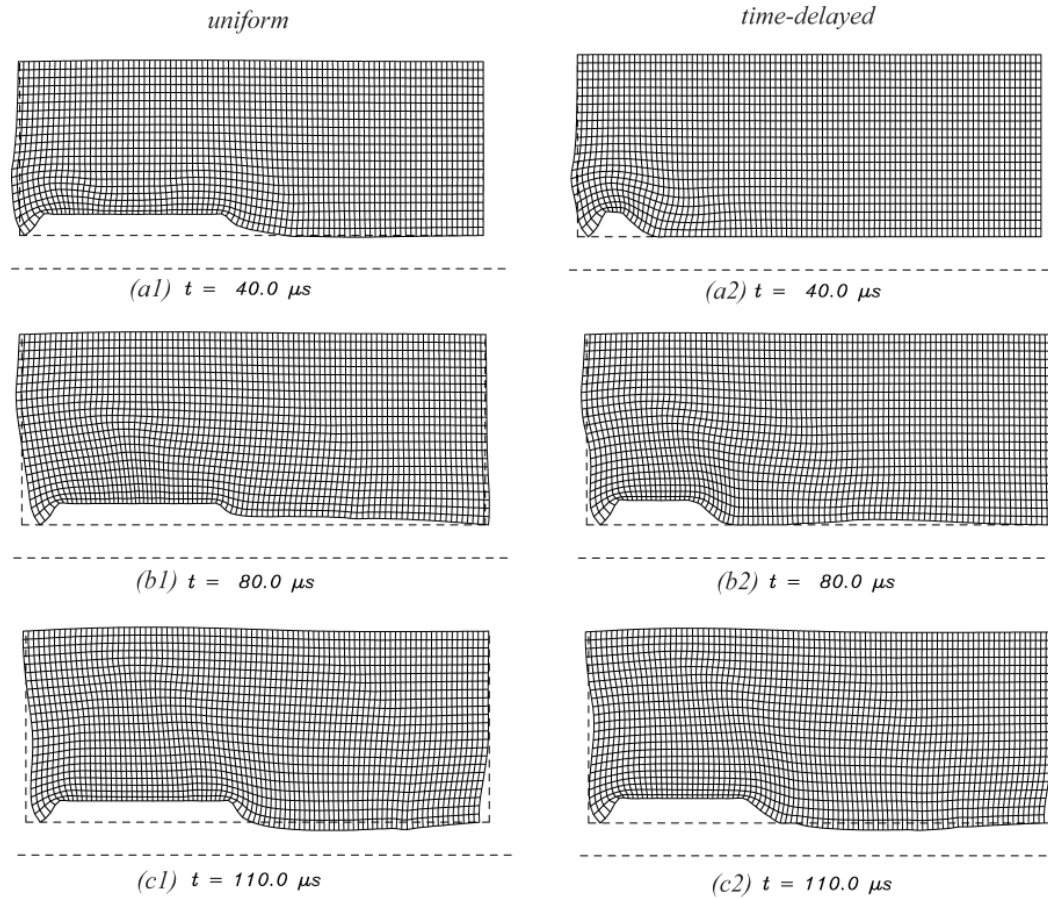 uniform time-delayed
(a1) t = 40.0 μs (a2) t = 40.0 μs
(b1) t = 80.0 μs (b2) t = 80.0 μs
(c1) t = 110.0 μs (c2) t = 110.0 μs